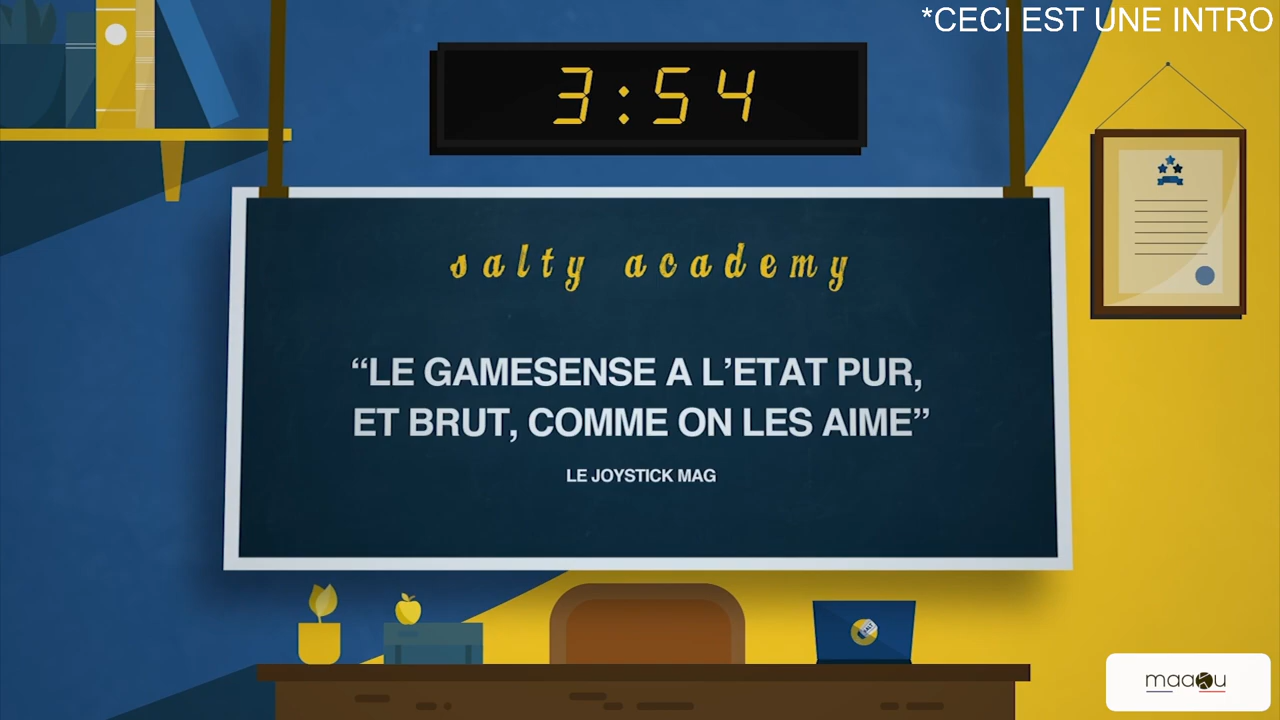 *CECI EST UNE INTRO
3:54
salty academy
“LE GAMESENSE A L’ETAT PUR,
ET BRUT, COMME ON LES AIME”
LE JOYSTICK MAG
maaku